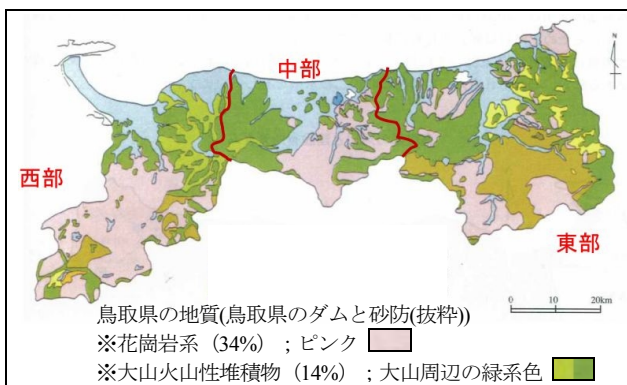 中部
N
西部
東部
0 10 20km
鳥取県の地質(鳥取県のダムと砂防(抜粋))
※花崗岩系（34%）；ピンク
※大山火山性堆積物（14%）；大山周辺の緑系色